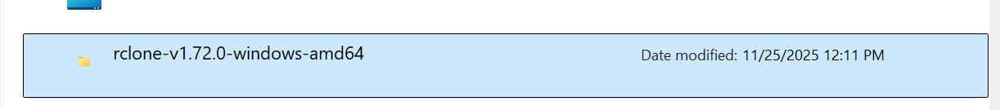 rclone-v1.72.0-windows-amd64
Date modified: 11/25/2025 12:11 PM